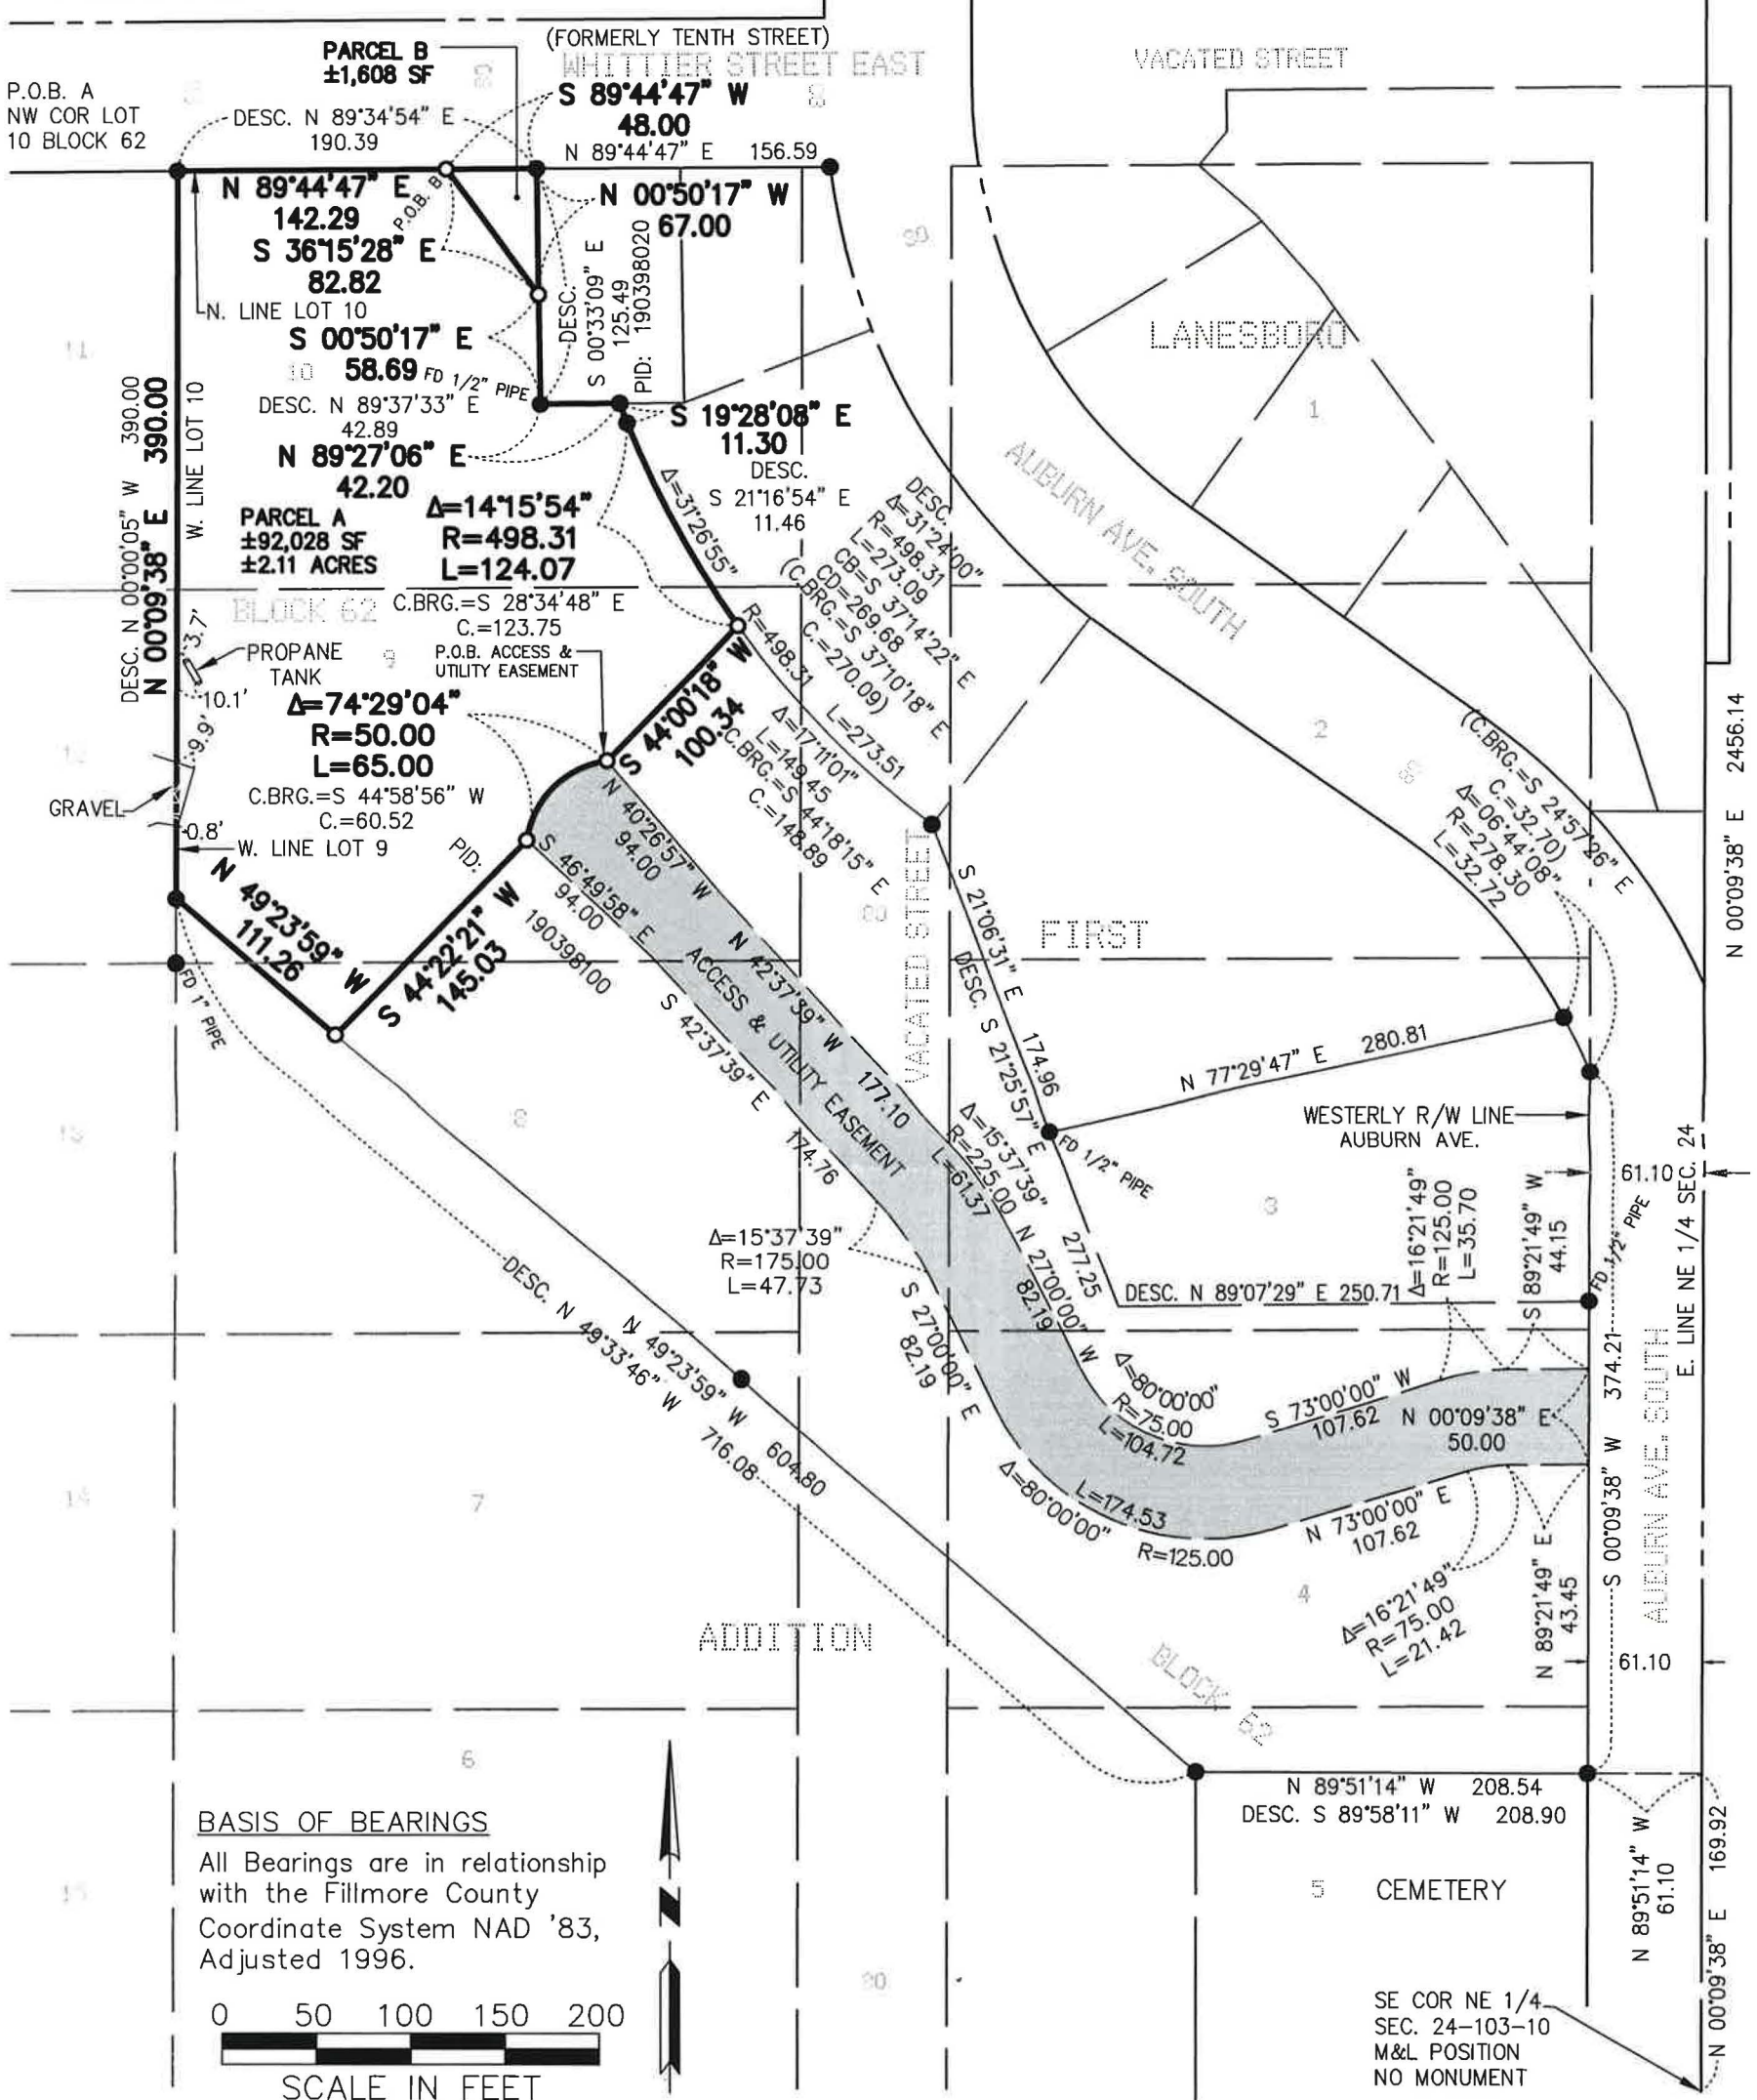 (FORMERLY TENTH STREET)
WHITTIER STREET EAST
VACATED STREET
PARCEL B
±1,608 SF
P.O.B. A
NW COR LOT
10 BLOCK 62
DESC. N 89°34'54" E
190.39
S 89°44'47" W
48.00
N 89°44'47" E 156.59
N 89°44'47" E
142.29
P.O.B. B
N 00°50'17" W
67.00
S 36°15'28" E
82.82
N. LINE LOT 10
DESC.
S 00°33'09" E
125.49
PID: 190398020
S 00°50'17" E
58.69
FD 1/2" PIPE
10
11
DESC. N 89°37'33" E
42.89
N 89°27'06" E
42.20
S 19°28'08" E
11.30
DESC.
S 21°16'54" E
11.46
LANESBORO
1
AUBURN AVE. SOUTH
DESC. N 00°00'05" W 390.00
N 00°09'38" E 390.00
W. LINE LOT 10
PARCEL A
±92,028 SF
±2.11 ACRES
Δ=14°15'54"
R=498.31
L=124.07
C.BRG.=S 28°34'48" E
C.=123.75
Δ=31°26'55"
R=498.31
L=273.51
DESC.
Δ=31°24'00"
R=498.31
L=273.09
CB=S 37°14'22" E
CD=269.68
(C.BRG.=S 37°10'18" E
C.=270.09)
BLOCK 62
9
3.7'
PROPANE
TANK
10.1'
9.9'
GRAVEL
0.8'
W. LINE LOT 9
P.O.B. ACCESS &
UTILITY EASEMENT
Δ=74°29'04"
R=50.00
L=65.00
C.BRG.=S 44°58'56" W
C.=60.52
S 44°00'18" W
100.34
Δ=17°11'01"
L=149.45
C.BRG.=S 44°18'15" E
C.=148.89
2
(C.BRG.=S 24°57'26" E
C.=32.70)
Δ=06°44'08"
R=278.30
L=32.72
N 00°09'38" E 2456.14
PID:
190398100
N 49°23'59" W
111.26
S 44°22'21" W
145.03
FD 1" PIPE
N 40°26'57" W
94.00
S 46°49'58" E
94.00
ACCESS & UTILITY EASEMENT
N 42°37'39" W 177.10
S 42°37'39" E 174.76
VACATED STREET
FIRST
S 21°06'31" E 174.96
DESC. S 21°25'57" E 277.25
N 77°29'47" E 280.81
FD 1/2" PIPE
WESTERLY R/W LINE
AUBURN AVE.
61.10
E. LINE NE 1/4 SEC. 24
8
13
3
Δ=15°37'39"
R=225.00
L=61.37
Δ=15°37'39"
R=175.00
L=47.73
N 27°00'00" W
82.19
S 27°00'00" E
82.19
DESC. N 89°07'29" E 250.71
Δ=16°21'49"
R=125.00
L=35.70
S 89°21'49" W
44.15
FD 1/2" PIPE
DESC. N 49°33'46" W 716.08
N 49°23'59" W 604.80
Δ=80°00'00"
R=75.00
L=104.72
S 73°00'00" W
107.62
N 00°09'38" E
50.00
L=174.53
Δ=80°00'00"
R=125.00
N 73°00'00" E
107.62
S 00°09'38" W 374.21
AUBURN AVE. SOUTH
14
7
4
Δ=16°21'49"
R=75.00
L=21.42
N 89°21'49" E
43.45
61.10
ADDITION
BLOCK 62
6
N 89°51'14" W 208.54
DESC. S 89°58'11" W 208.90
N 89°51'14" W
61.10
N 00°09'38" E 169.92
5
CEMETERY
BASIS OF BEARINGS
All Bearings are in relationship
with the Fillmore County
Coordinate System NAD '83,
Adjusted 1996.
N
0 50 100 150 200
SCALE IN FEET
SE COR NE 1/4
SEC. 24-103-10
M&L POSITION
NO MONUMENT